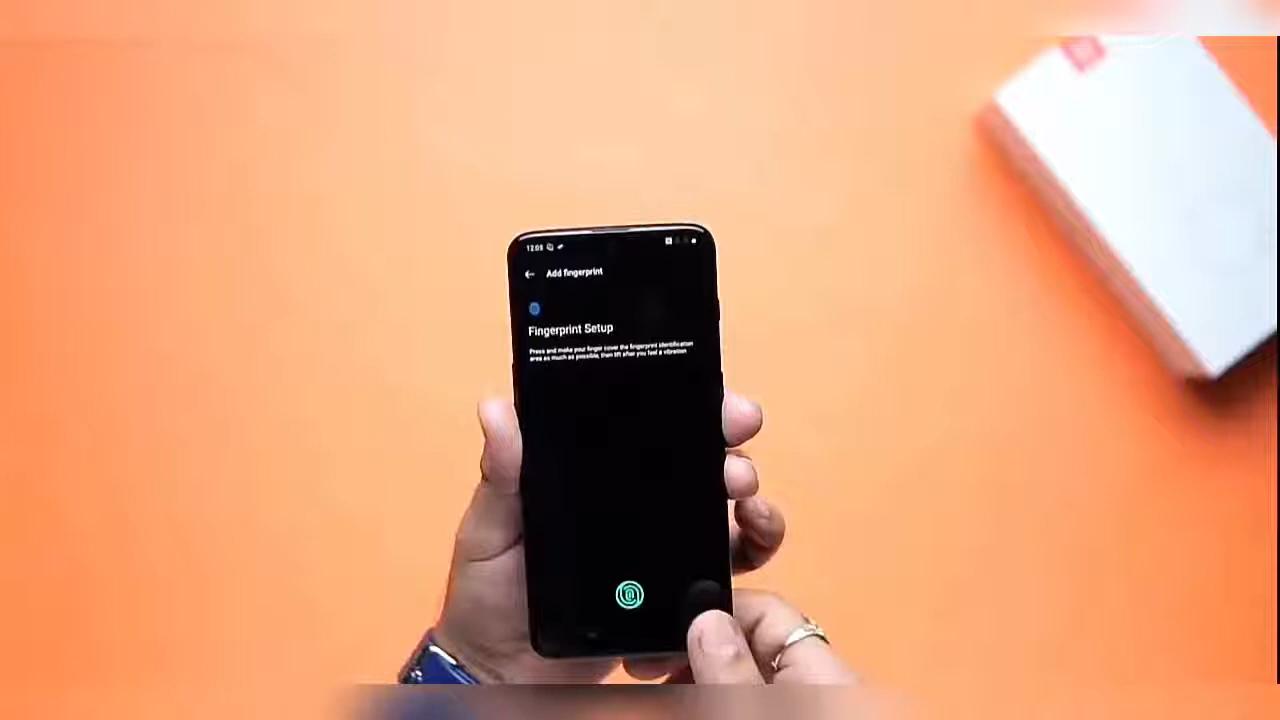 12:05
Add fingerprint
Fingerprint Setup
Press and make your finger cover the fingerprint identification
area as much as possible, then lift after you feel a vibration